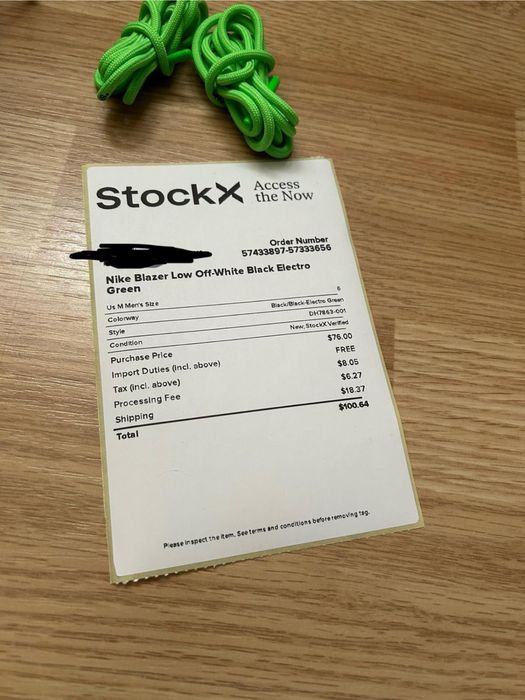 StockX Access
the Now
Order Number
57433897-57333656
Nike Blazer Low Off-White Black Electro
Green
Us M Men's Size 6
Colorway Black/Black-Electro Green
Style DH7863-001
Condition New, StockX Verified
Purchase Price $76.00
Import Duties (incl. above) FREE
Tax (incl. above) $8.05
Processing Fee $6.27
Shipping $18.37
Total $100.64
Please inspect the item. See terms and conditions before removing tag.